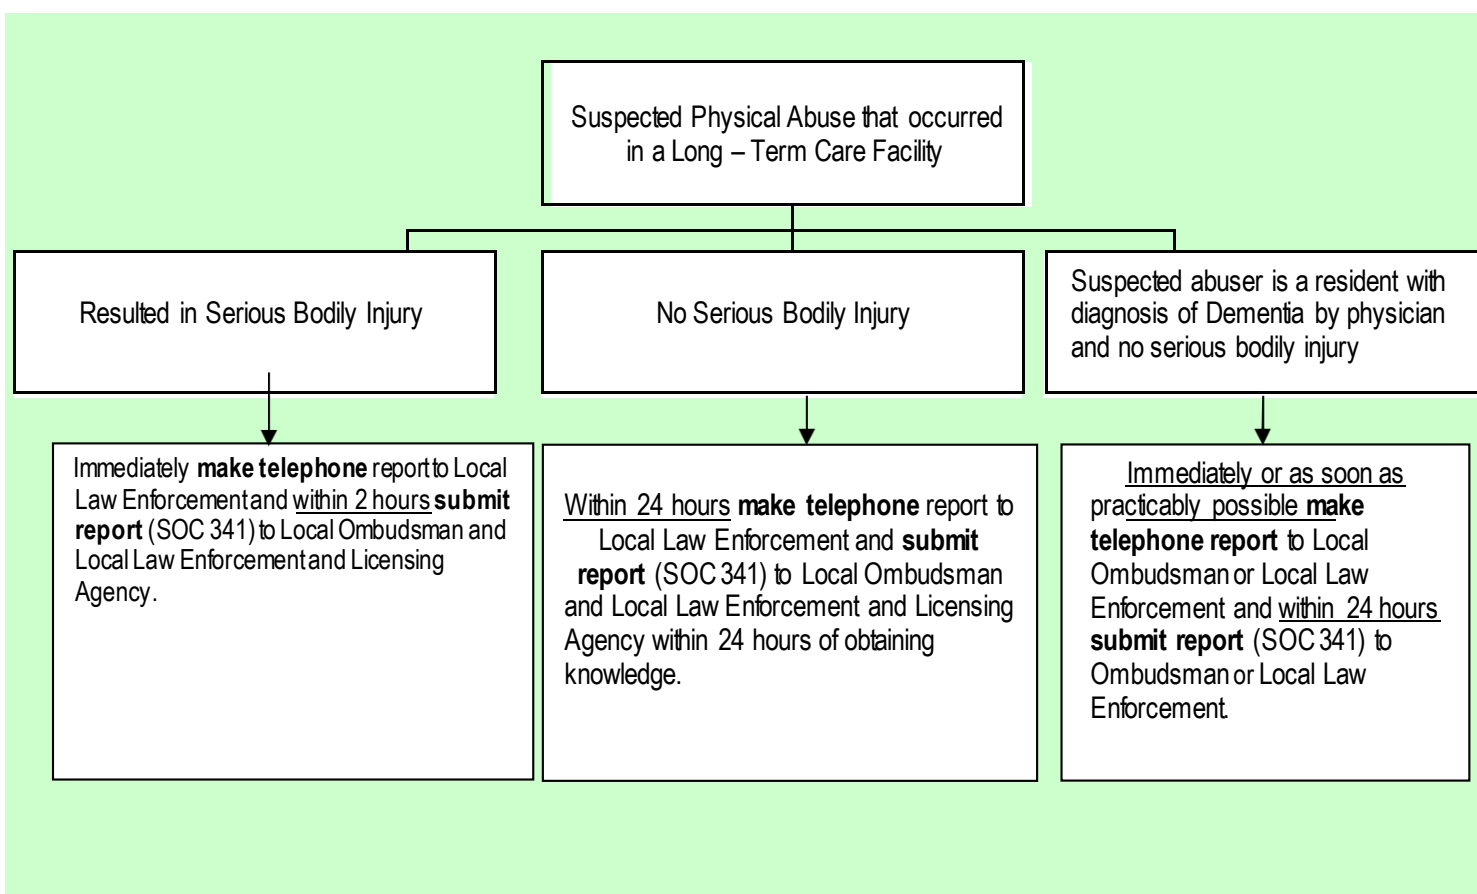 Suspected Physical Abuse that occurred
in a Long – Term Care Facility
Resulted in Serious Bodily Injury
No Serious Bodily Injury
Suspected abuser is a resident with
diagnosis of Dementia by physician
and no serious bodily injury
Immediately make telephone report to Local
Law Enforcement and within 2 hours submit
report (SOC 341) to Local Ombudsman and
Local Law Enforcement and Licensing
Agency.
Within 24 hours make telephone report to
Local Law Enforcement and submit
report (SOC 341) to Local Ombudsman
and Local Law Enforcement and Licensing
Agency within 24 hours of obtaining
knowledge.
Immediately or as soon as
practicably possible make
telephone report to Local
Ombudsman or Local Law
Enforcement and within 24 hours
submit report (SOC 341) to
Ombudsman or Local Law
Enforcement.